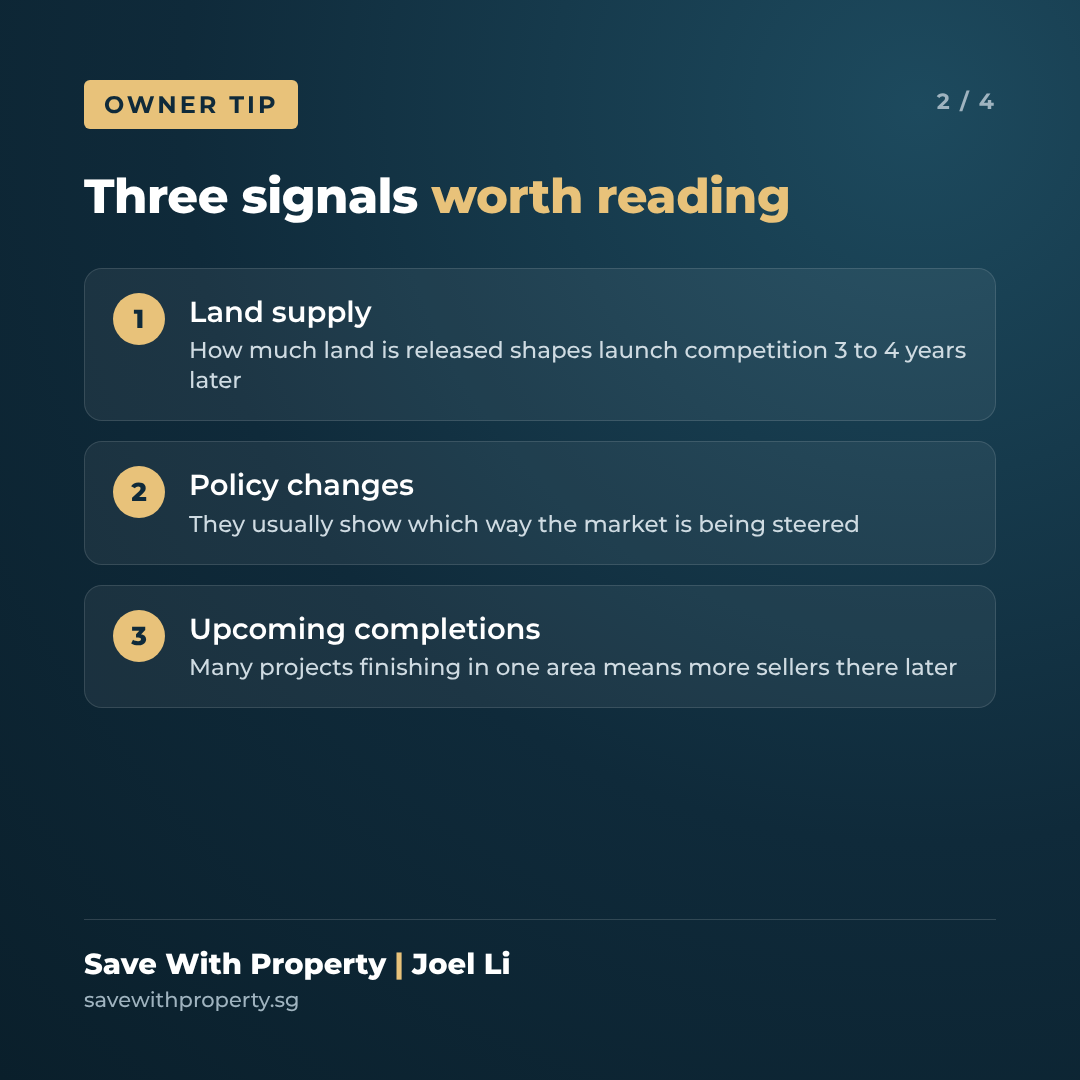 OWNER TIP
2 / 4
Three signals worth reading
1
Land supply
How much land is released shapes launch competition 3 to 4 years
later
2
Policy changes
They usually show which way the market is being steered
3
Upcoming completions
Many projects finishing in one area means more sellers there later
Save With Property | Joel Li
savewithproperty.sg